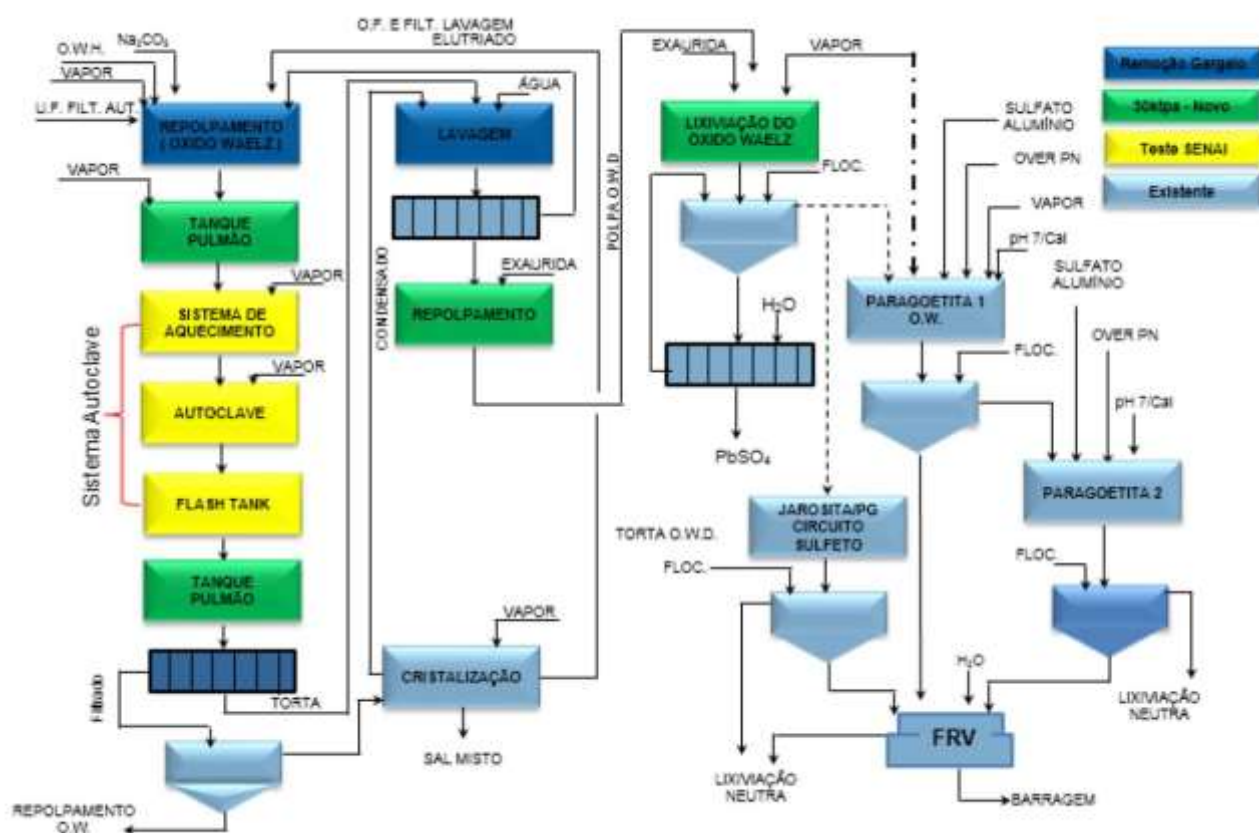 O.F. E FILT. LAVAGEM
ELUTRIADO
Na₂CO₃
O.W.H.
VAPOR
U.F. FILT. AUT.
REPOLPAMENTO
( OXIDO WAELZ )
VAPOR
TANQUE
PULMÃO
VAPOR
SISTEMA DE
AQUECIMENTO
VAPOR
AUTOCLAVE
FLASH TANK
Sistema Autoclave
TANQUE
PULMÃO
TORTA
Filtrado
REPOLPAMENTO
O.W.
ÁGUA
LAVAGEM
EXAURIDA
REPOLPAMENTO
CONDENSADO
POLPA O.W.D
VAPOR
CRISTALIZAÇÃO
SAL MISTO
EXAURIDA
VAPOR
LIXIVIAÇÃO DO
OXIDO WAELZ
FLOC.
H₂O
PbSO₄
JAROSITA/PG
CIRCUITO
SULFETO
TORTA O.W.D.
FLOC.
LIXIVIAÇÃO
NEUTRA
SULFATO
ALUMÍNIO
OVER PN
VAPOR
pH 7/Cal
PARAGOETITA 1
O.W.
FLOC.
SULFATO
ALUMÍNIO
OVER PN
pH 7/Cal
PARAGOETITA 2
FLOC.
H₂O
LIXIVIAÇÃO
NEUTRA
FRV
BARRAGEM
Remoção Gargalo
30ktpa - Novo
Teste SENAI
Existente